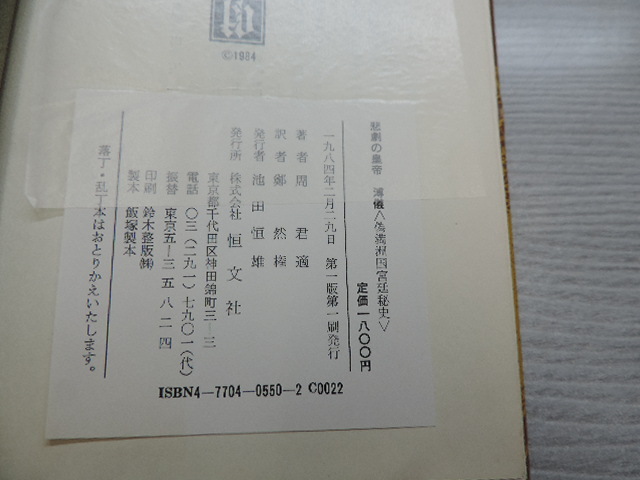 ©1984
悲劇の皇帝 溥儀〈偽満洲国宮廷秘史〉
定価一八〇〇円
一九八四年二月二九日 第一版第一刷発行
著者 周君適
訳者 鄭然権
発行者 池田恒雄
発行所 株式会社 恒文社
東京都千代田区神田錦町三―三
電話 〇三(二九一)七九〇一(代)
振替 東京五―三五八二四
印刷 鈴木整版㈱
製本 飯塚製本
落丁・乱丁本はおとりかえいたします。
ISBN4-7704-0550-2 C0022